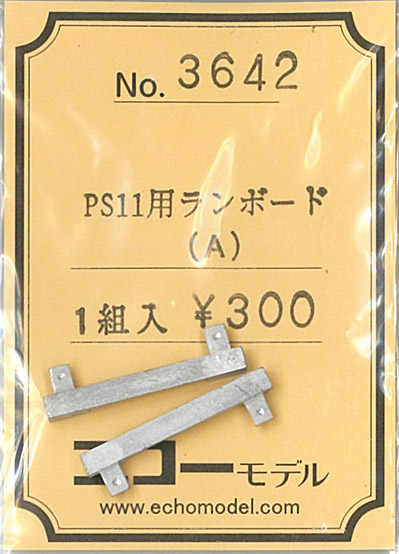 No. 3642
PS11用ランボード
(A)
1組入 ¥300
エコーモデル
www.echomodel.com